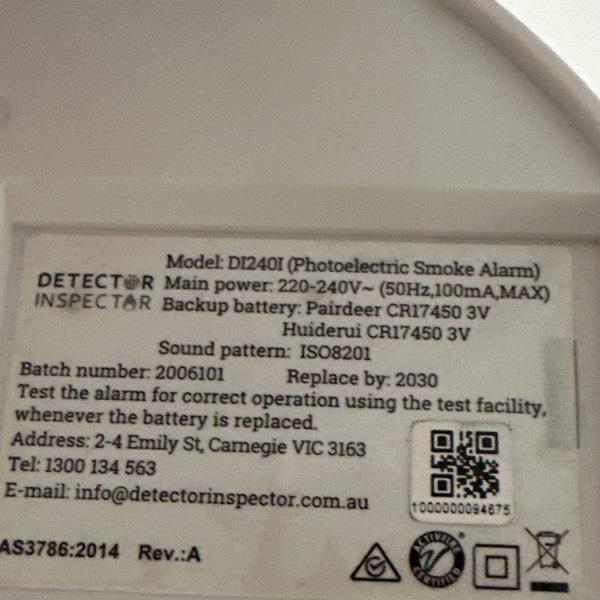 Model: DI240I (Photoelectric Smoke Alarm)
DETECTOR
INSPECTOR
Main power: 220-240V~ (50Hz,100mA,MAX)
Backup battery: Pairdeer CR17450 3V
Huiderui CR17450 3V
Sound pattern: ISO8201
Batch number: 2006101 Replace by: 2030
Test the alarm for correct operation using the test facility,
whenever the battery is replaced.
Address: 2-4 Emily St, Carnegie VIC 3163
Tel: 1300 134 563
E-mail: info@detectorinspector.com.au
1000000094675
AS3786:2014 Rev.:A
ACTIVFIRE
CERTIFIED